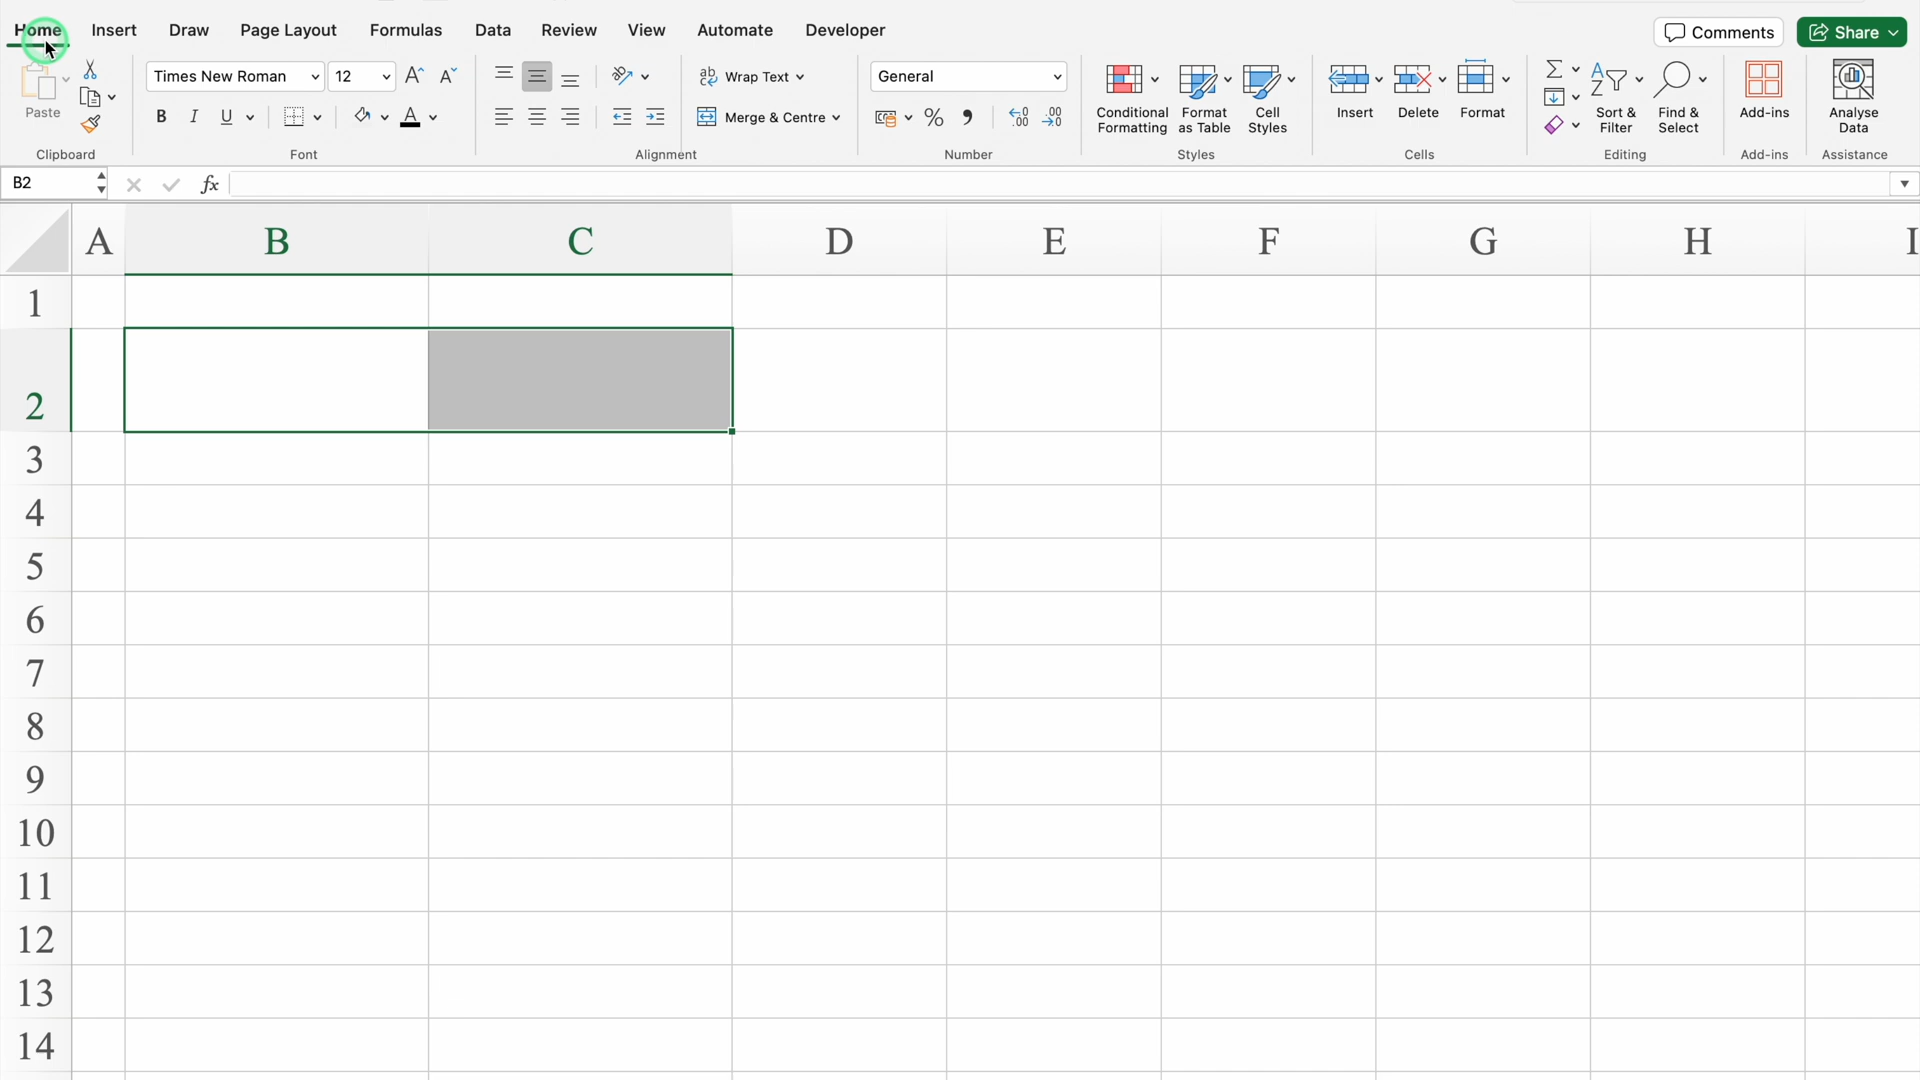 Home Insert Draw Page Layout Formulas Data Review View Automate Developer Comments Share
Times New Roman 12 ab Wrap Text General
Paste B I U A Merge & Centre % Conditional Formatting Format as Table Cell Styles Insert Delete Format Sort & Filter Find & Select Add-ins Analyse Data
Clipboard Font Alignment Number Styles Cells Editing Add-ins Assistance
B2 fx
A B C D E F G H I
1
2
3
4
5
6
7
8
9
10
11
12
13
14